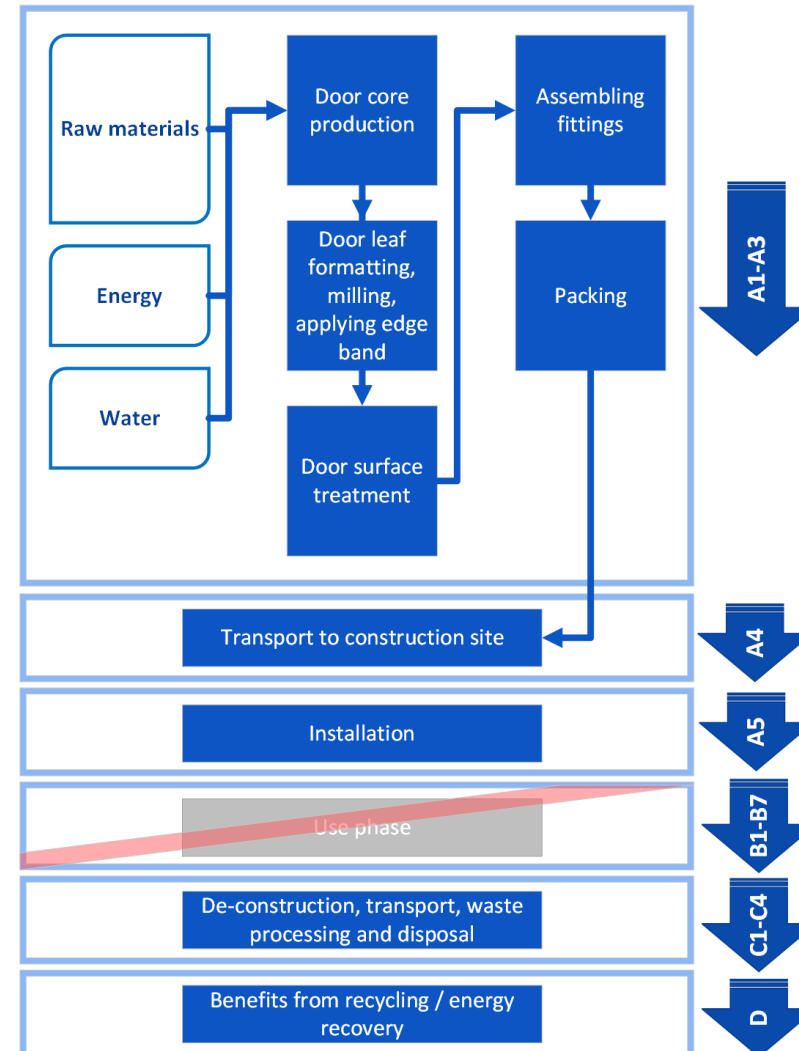 Raw materials
Energy
Water
Door core
production
Door leaf
formatting,
milling,
applying edge
band
Door surface
treatment
Assembling
fittings
Packing
A1-A3
Transport to construction site
A4
Installation
A5
Use phase
B1-B7
De-construction, transport, waste
processing and disposal
C1-C4
Benefits from recycling / energy
recovery
D